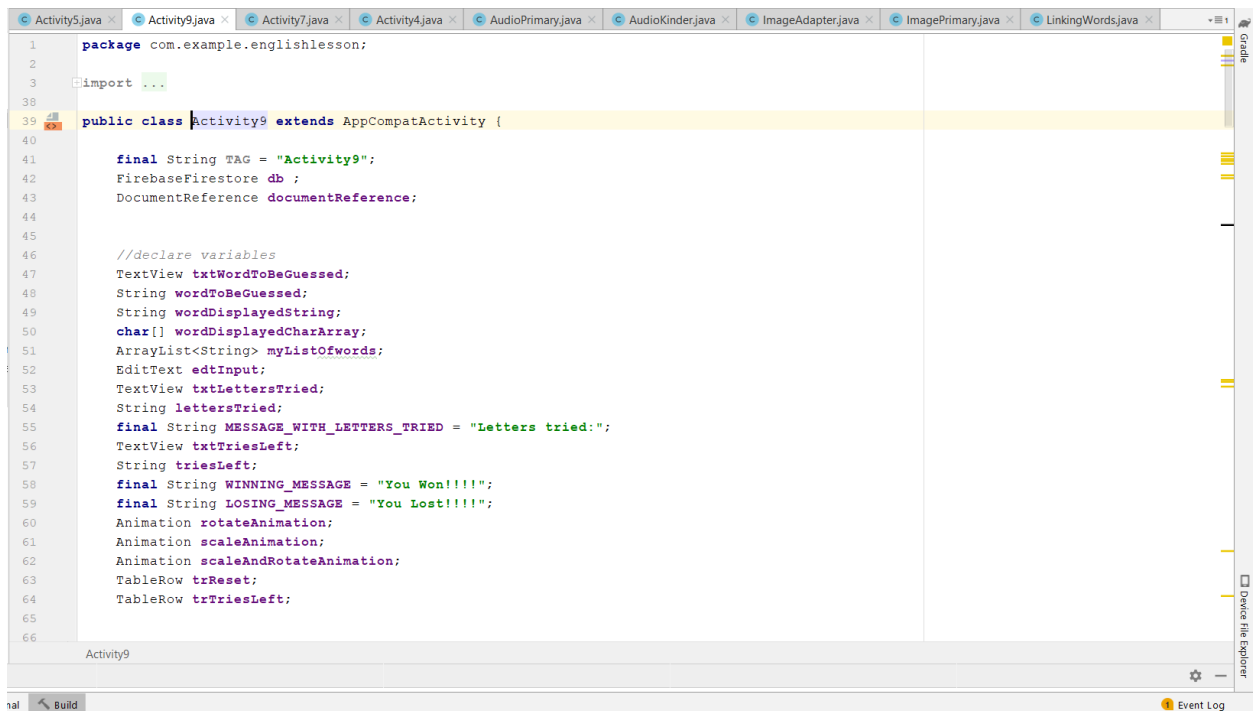 Activity5.java Activity9.java Activity7.java Activity4.java AudioPrimary.java AudioKinder.java ImageAdapter.java ImagePrimary.java LinkingWords.java
1 package com.example.englishlesson;
2
3 import ...
38
39 public class Activity9 extends AppCompatActivity {
40
41 final String TAG = "Activity9";
42 FirebaseFirestore db ;
43 DocumentReference documentReference;
44
45
46 //declare variables
47 TextView txtWordToBeGuessed;
48 String wordToBeGuessed;
49 String wordDisplayedString;
50 char[] wordDisplayedCharArray;
51 ArrayList<String> myListOfwords;
52 EditText edtInput;
53 TextView txtLettersTried;
54 String lettersTried;
55 final String MESSAGE_WITH_LETTERS_TRIED = "Letters tried:";
56 TextView txtTriesLeft;
57 String triesLeft;
58 final String WINNING_MESSAGE = "You Won!!!!";
59 final String LOSING_MESSAGE = "You Lost!!!!";
60 Animation rotateAnimation;
61 Animation scaleAnimation;
62 Animation scaleAndRotateAnimation;
63 TableRow trReset;
64 TableRow trTriesLeft;
65
66
Activity9
Gradle
Device File Explorer
nal Build 1 Event Log